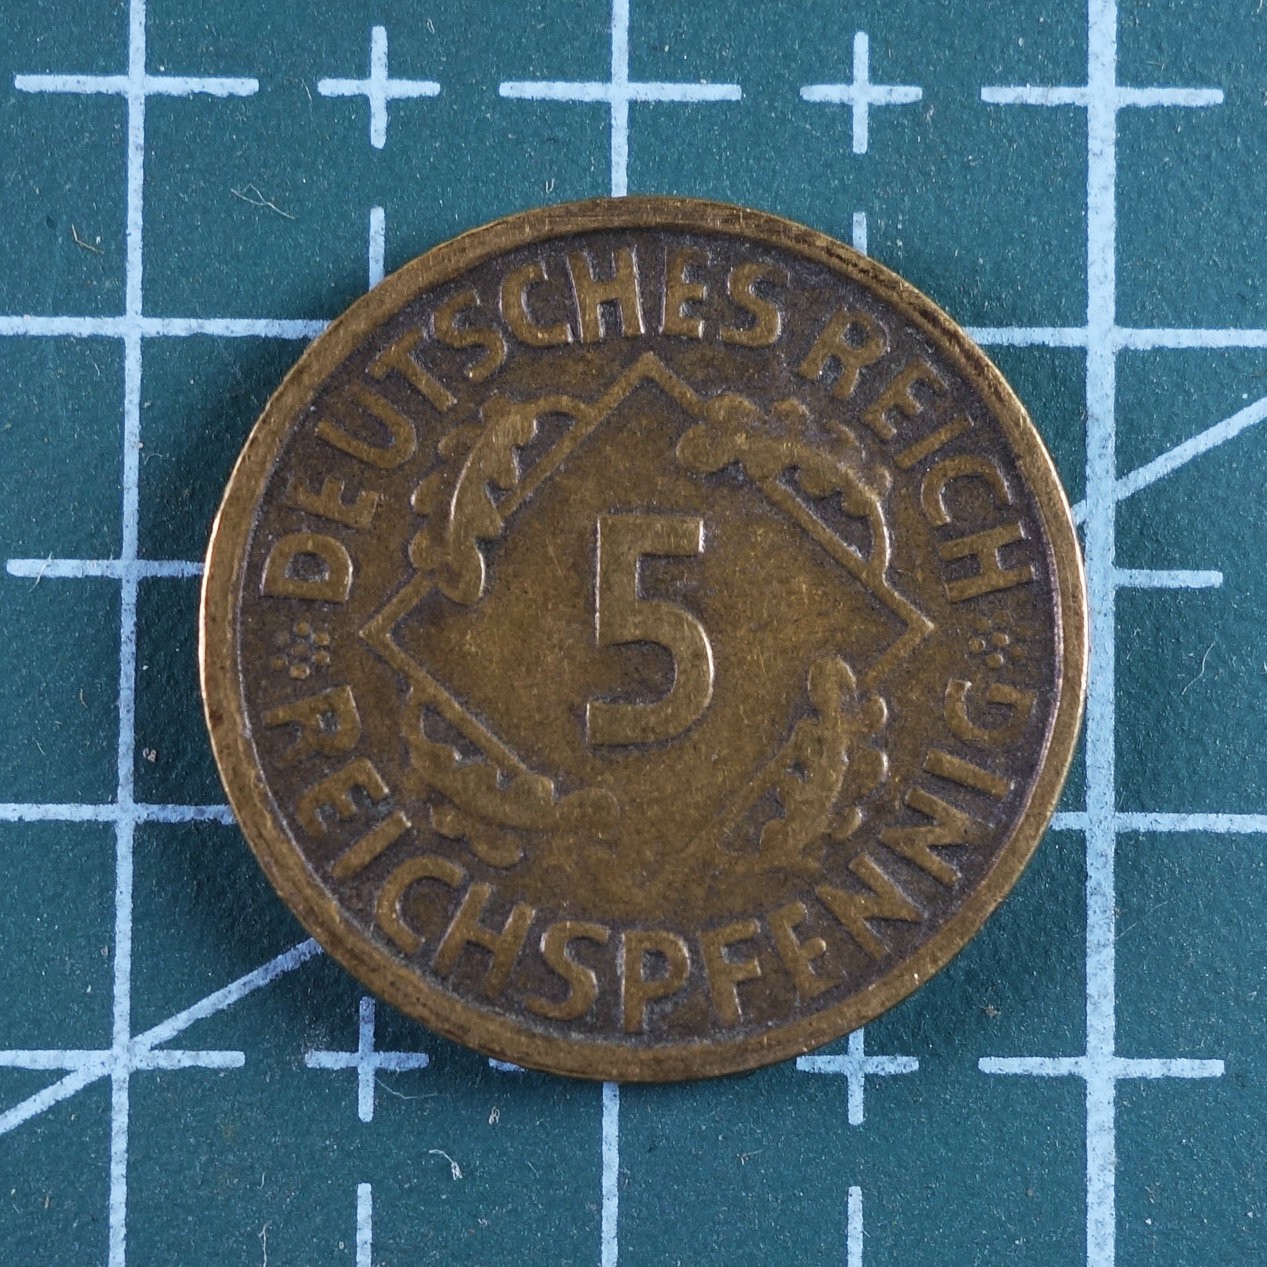 DEUTSCHES REICH
5
REICHSPFENNIG